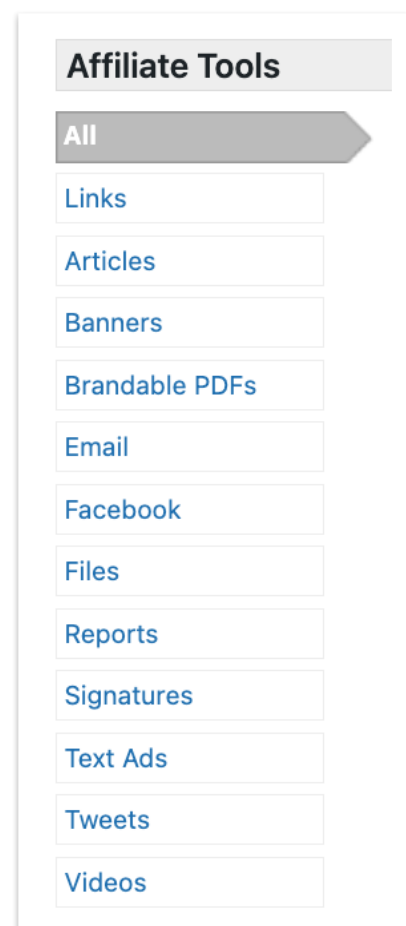 Affiliate Tools
All
Links
Articles
Banners
Brandable PDFs
Email
Facebook
Files
Reports
Signatures
Text Ads
Tweets
Videos